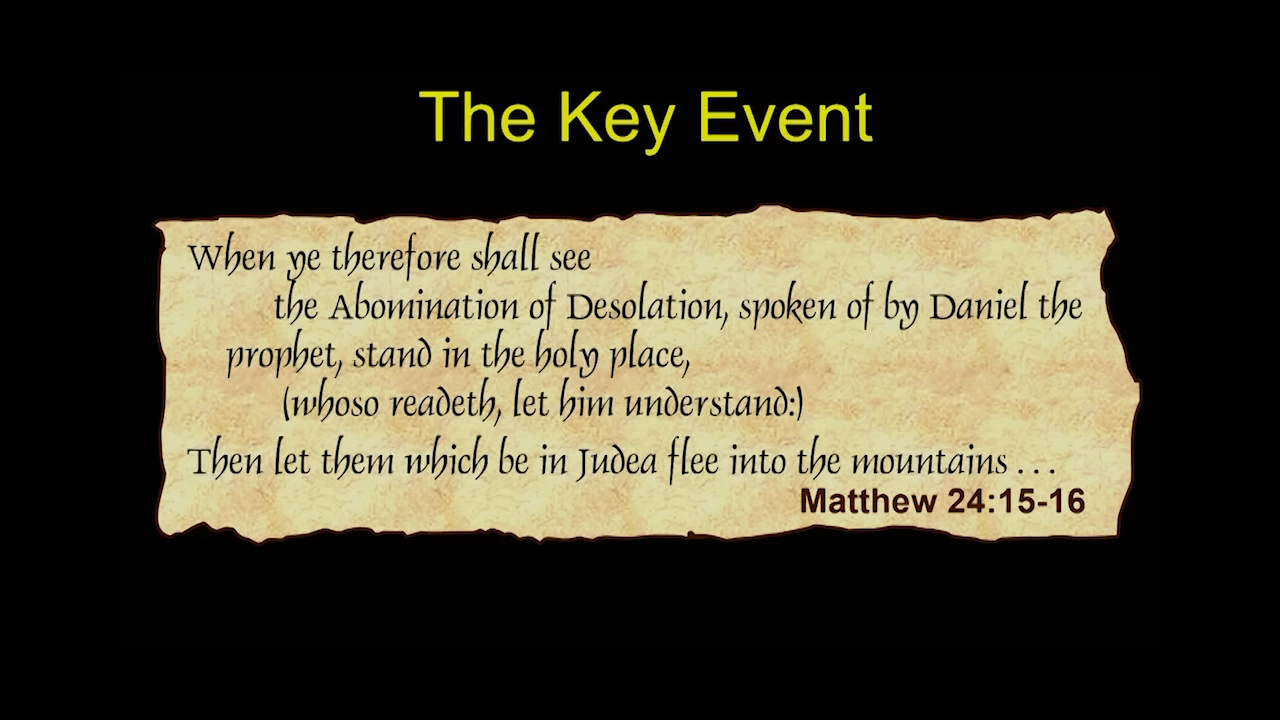 The Key Event
When ye therefore shall see
the Abomination of Desolation, spoken of by Daniel the
prophet, stand in the holy place,
(whoso readeth, let him understand:)
Then let them which be in Judea flee into the mountains . . .
Matthew 24:15-16